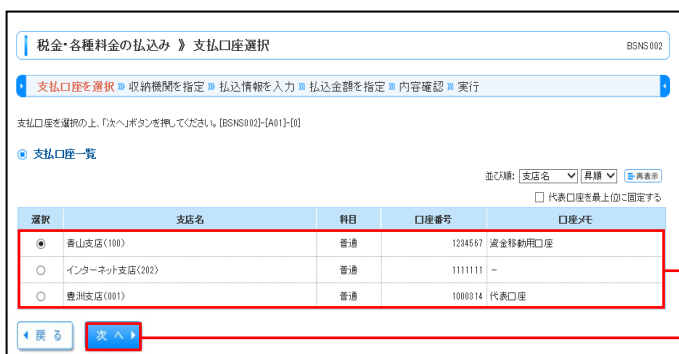 税金・各種料金の払込み 》 支払口座選択 BSNS002
支払口座を選択 》 収納機関を指定 》 払込情報を入力 》 払込金額を指定 》 内容確認 》 実行
支払口座を選択の上、「次へ」ボタンを押してください。[BSNS002]-[A01]-[0]
支払口座一覧
並び順: 支店名 昇順 再表示
代表口座を最上位に固定する
選択 支店名 科目 口座番号 口座メモ
青山支店(100) 普通 1234567 資金移動用口座
インターネット支店(202) 普通 1111111 －
豊洲支店(001) 普通 1000314 代表口座
戻る 次へ